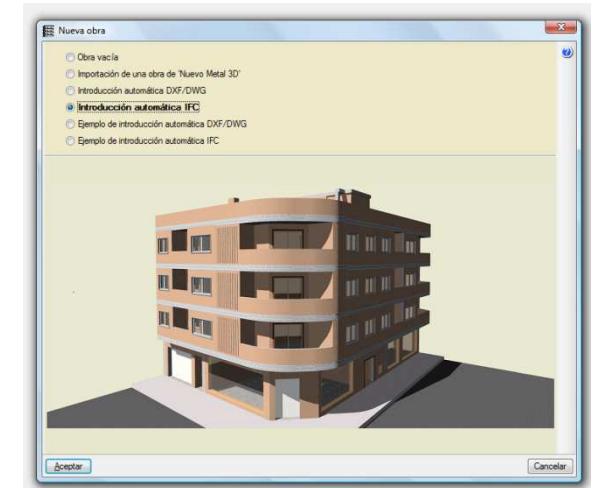 Nueva obra
Obra vacía
Importación de una obra de 'Nuevo Metal 3D'
Introducción automática DXF/DWG
Introducción automática IFC
Ejemplo de introducción automática DXF/DWG
Ejemplo de introducción automática IFC
Aceptar
Cancelar